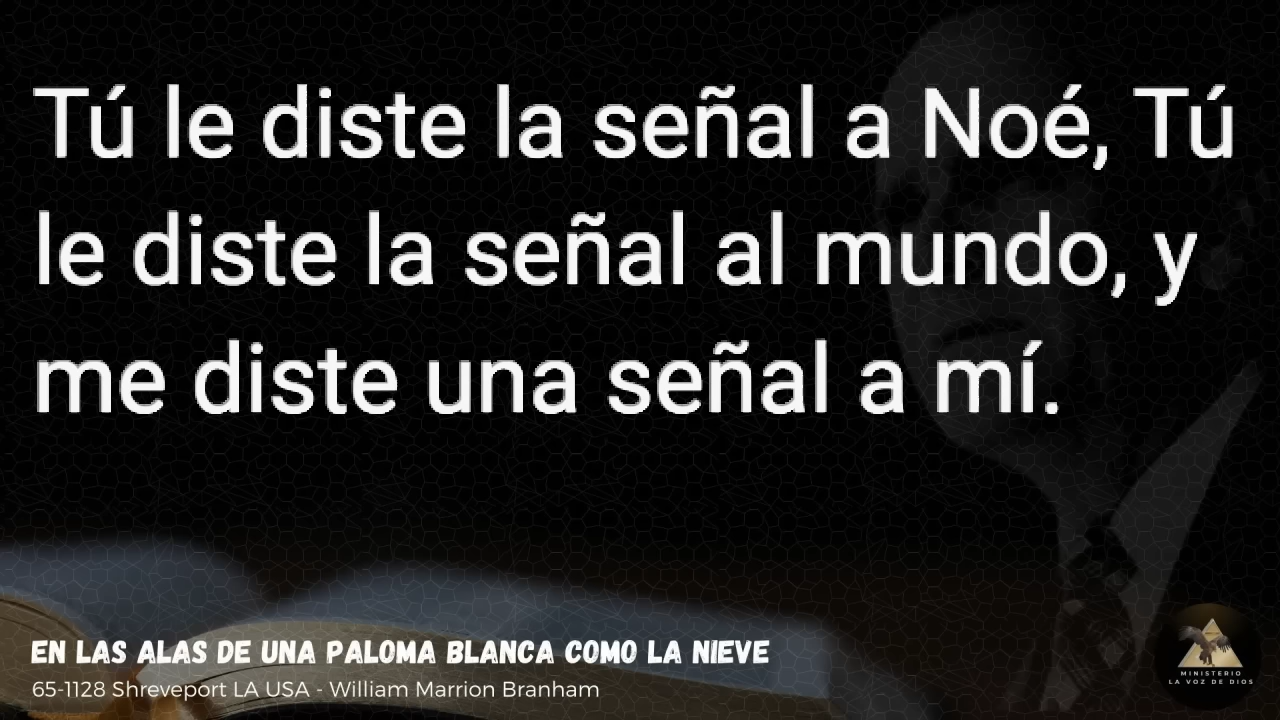 Tú le diste la señal a Noé, Tú
le diste la señal al mundo, y
me diste una señal a mí.
EN LAS ALAS DE UNA PALOMA BLANCA COMO LA NIEVE
65-1128 Shreveport LA USA - William Marrion Branham
MINISTERIO
LA VOZ DE DIOS